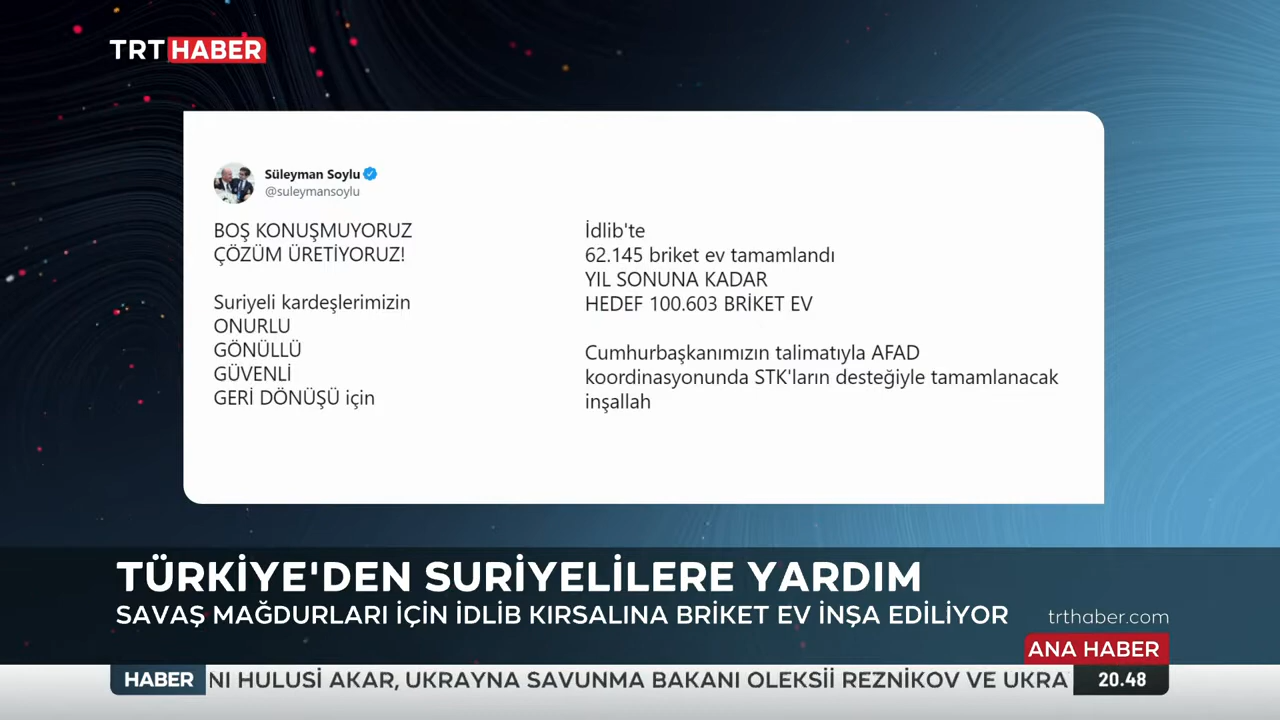 TRT HABER
Süleyman Soylu
@suleymansoylu
BOŞ KONUŞMUYORUZ
ÇÖZÜM ÜRETİYORUZ!
Suriyeli kardeşlerimizin
ONURLU
GÖNÜLLÜ
GÜVENLİ
GERİ DÖNÜŞÜ için
İdlib'te
62.145 briket ev tamamlandı
YIL SONUNA KADAR
HEDEF 100.603 BRİKET EV
Cumhurbaşkanımızın talimatıyla AFAD
koordinasyonunda STK'ların desteğiyle tamamlanacak
inşallah
TÜRKİYE'DEN SURİYELİLERE YARDIM
SAVAŞ MAĞDURLARI İÇİN İDLİB KIRSALINA BRİKET EV İNŞA EDİLİYOR
trthaber.com
ANA HABER
HABER NI HULUSİ AKAR, UKRAYNA SAVUNMA BAKANI OLEKSİİ REZNİKOV VE UKRA 20.48